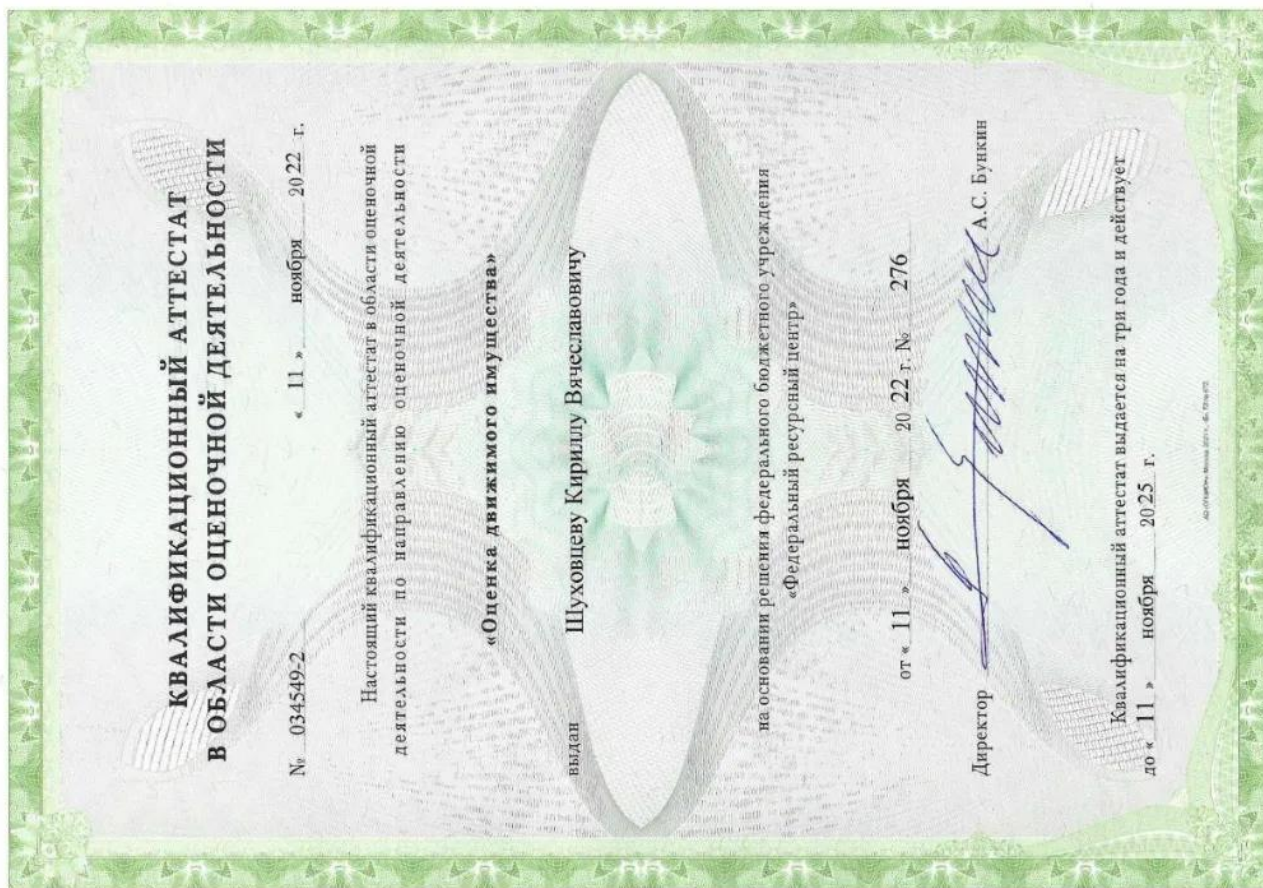 КВАЛИФИКАЦИОННЫЙ АТТЕСТАТ
В ОБЛАСТИ ОЦЕНОЧНОЙ ДЕЯТЕЛЬНОСТИ
№ 034549-2 « 11 » ноября 2022 г.
Настоящий квалификационный аттестат в области оценочной
деятельности по направлению оценочной деятельности
«Оценка движимого имущества»
выдан Шуховцеву Кириллу Вячеславовичу
на основании решения федерального бюджетного учреждения
«Федеральный ресурсный центр»
от « 11 » ноября 20 22 г. № 276
Директор А.С. Бункин
Квалификационный аттестат выдается на три года и действует
до « 11 » ноября 2025 г.